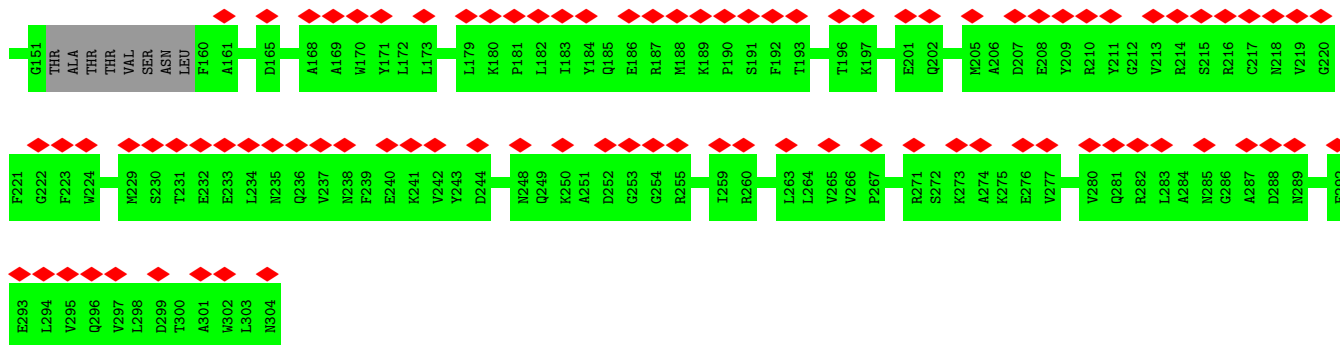 G151 THR ALA THR THR VAL SER ASN LEU F160 A161 D165 A168 A169 W170 Y171 L172 L173 L179 K180 P181 L182 I183 Y184 Q185 E186 R187 M188 K189 P190 S191 F192 T193 T196 K197 E201 Q202 M205 A206 D207 E208 Y209 R210 Y211 G212 V213 R214 S215 R216 C217 N218 V219 G220
F221 G222 F223 W224 M229 S230 T231 E232 E233 L234 N235 Q236 V237 N238 F239 E240 K241 V242 Y243 D244 N248 Q249 K250 A251 D252 G253 G254 R255 I259 R260 L263 L264 V265 V266 P267 R271 S272 K273 A274 K275 E276 V277 V280 Q281 R282 L283 A284 N285 G286 A287 D288 N289
E293 L294 V295 Q296 V297 L298 D299 T300 A301 W302 L303 N304